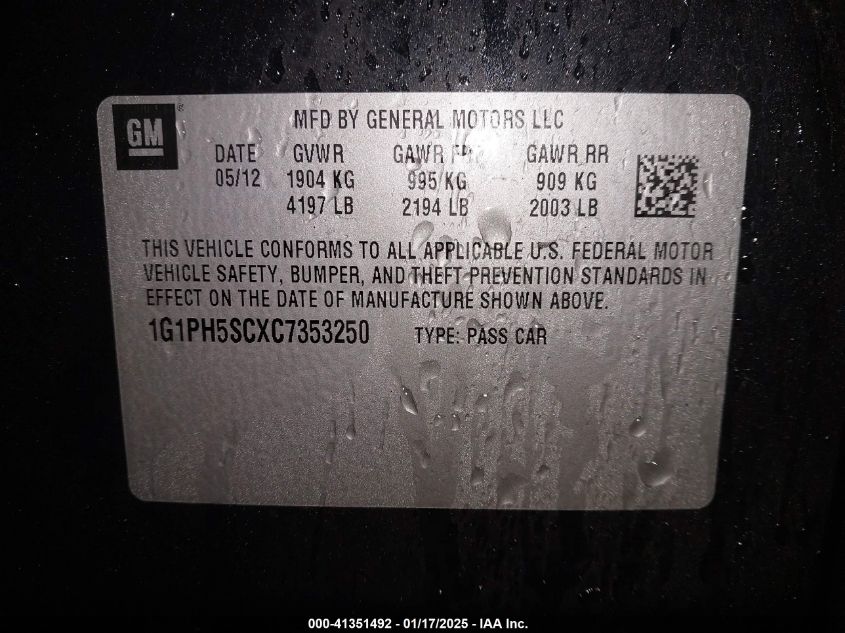 GM
MFD BY GENERAL MOTORS LLC
DATE GVWR GAWR GAWR RR
05/12 1904 KG 995 KG 909 KG
4197 LB 2194 LB 2003 LB
THIS VEHICLE CONFORMS TO ALL APPLICABLE U.S. FEDERAL MOTOR
VEHICLE SAFETY, BUMPER, AND THEFT PREVENTION STANDARDS IN
EFFECT ON THE DATE OF MANUFACTURE SHOWN ABOVE.
1G1PH5SCXC7353250 TYPE: PASS CAR
000-41351492 - 01/17/2025 - IAA Inc.